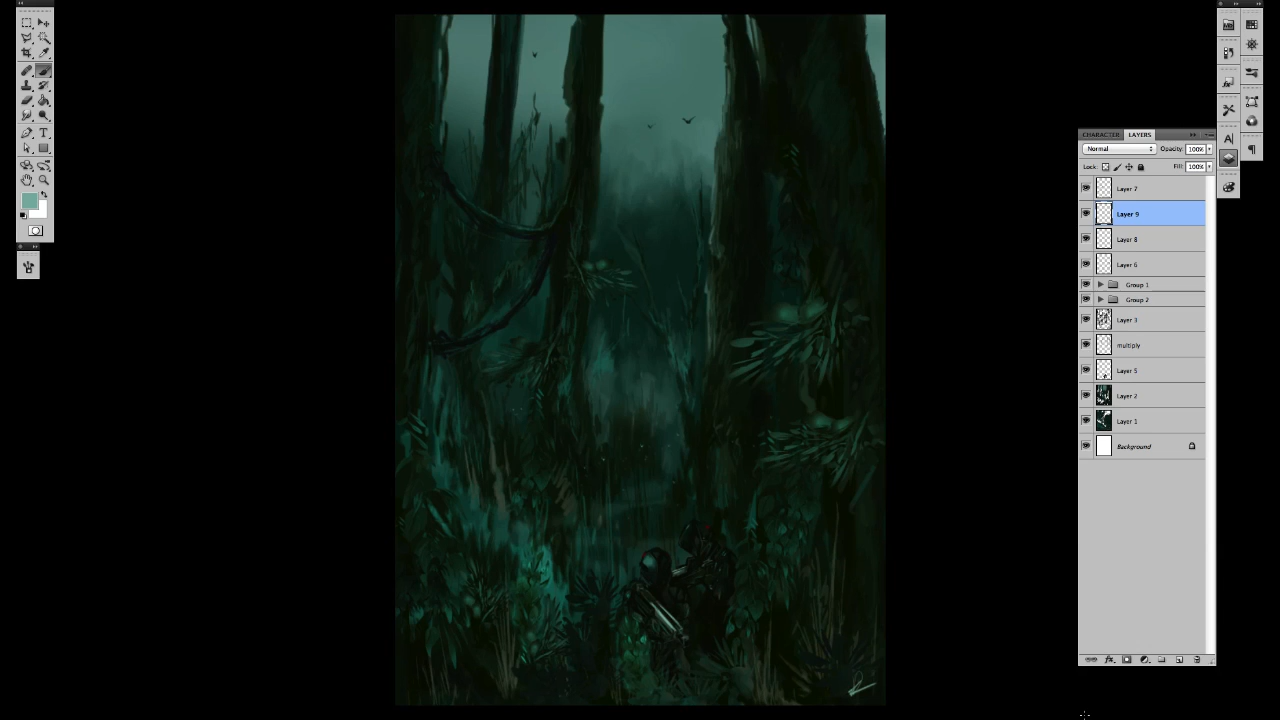 CHARACTER LAYERS
Normal Opacity: 100%
Lock: Fill: 100%
Layer 7
Layer 9
Layer 8
Layer 6
Group 1
Group 2
Layer 3
multiply
Layer 5
Layer 2
Layer 1
Background